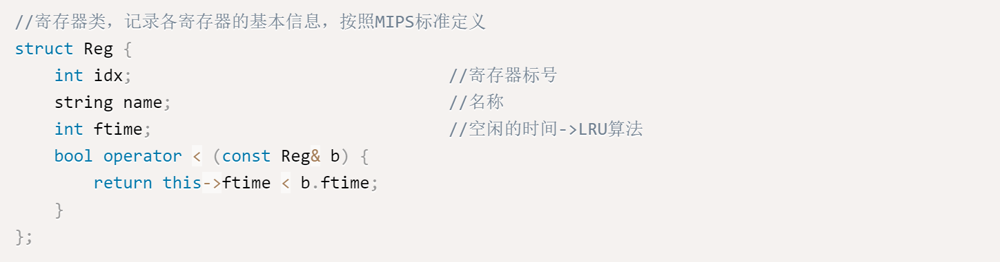 //寄存器类，记录各寄存器的基本信息，按照MIPS标准定义
struct Reg {
    int idx;                                //寄存器标号
    string name;                            //名称
    int ftime;                              //空闲的时间->LRU算法
    bool operator < (const Reg& b) {
        return this->ftime < b.ftime;
    }
};